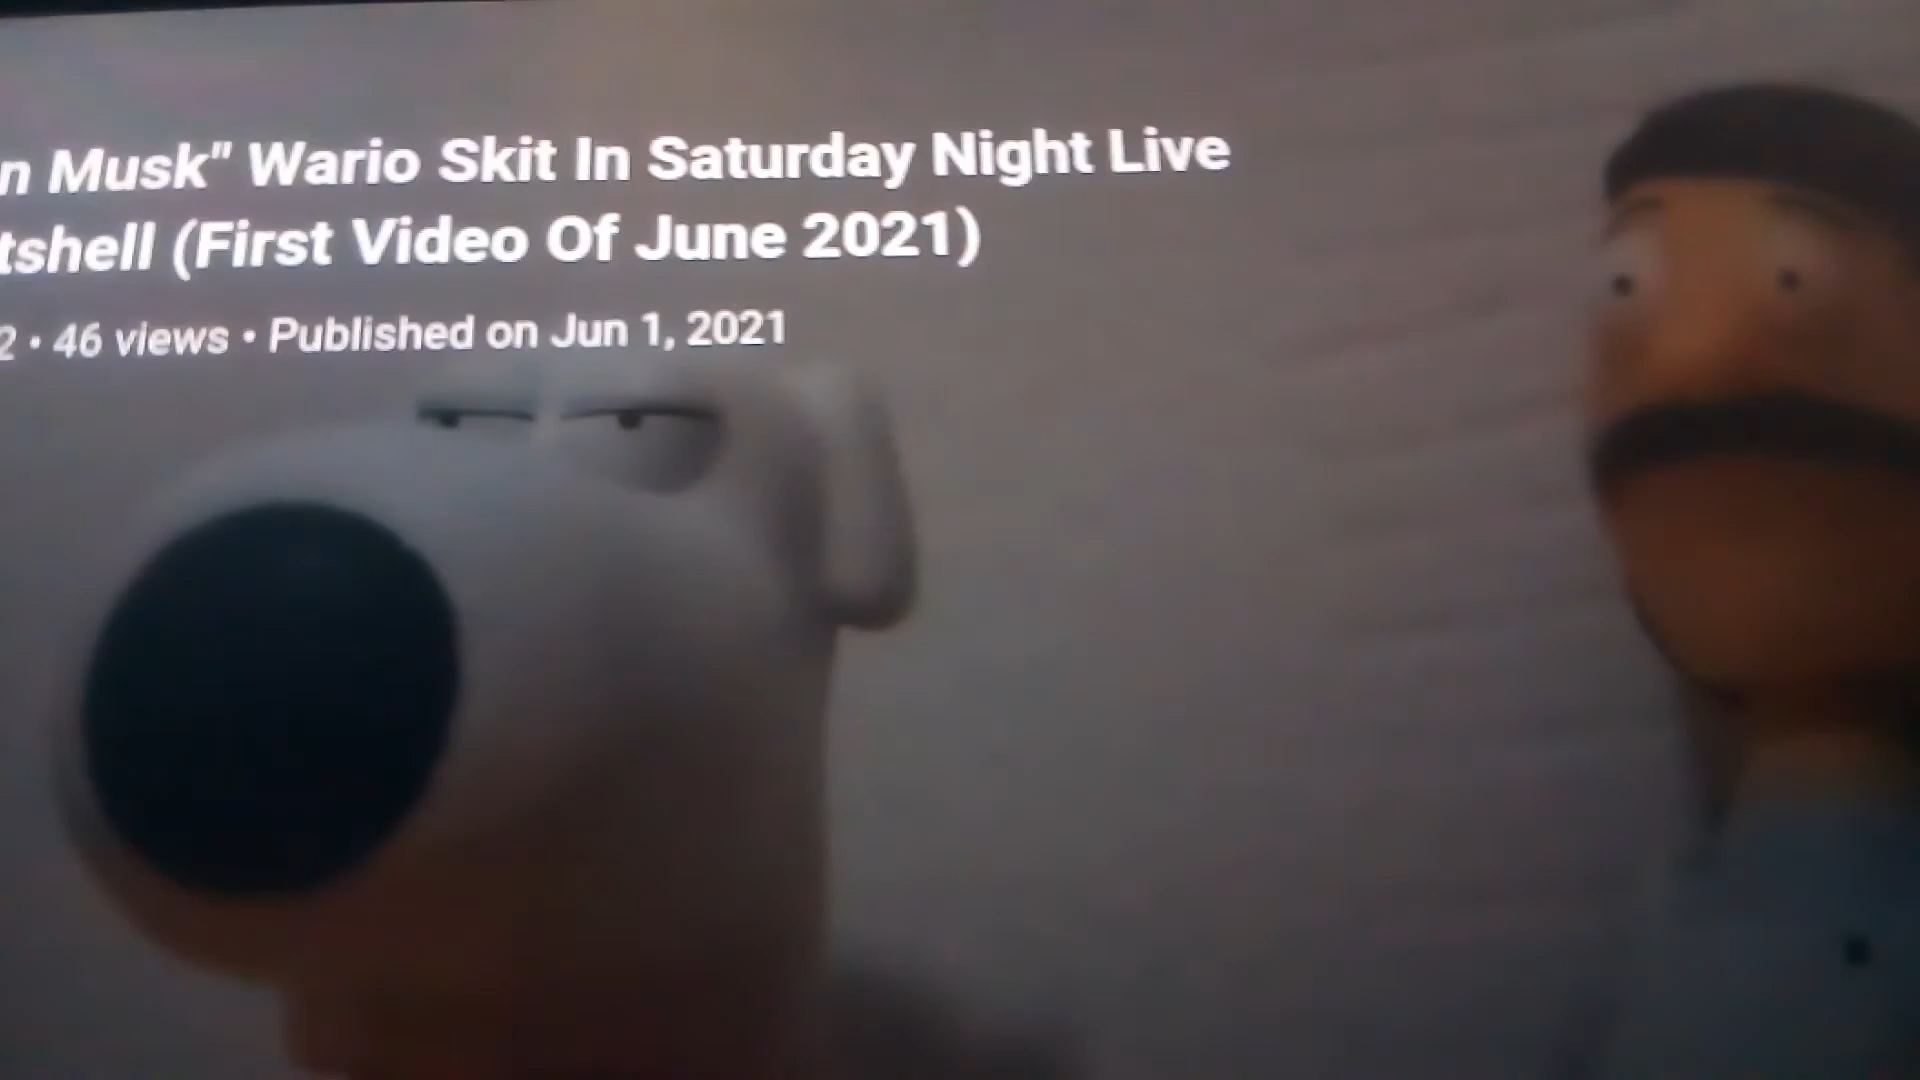 n Musk" Wario Skit In Saturday Night Live
tshell (First Video Of June 2021)
2 • 46 views • Published on Jun 1, 2021